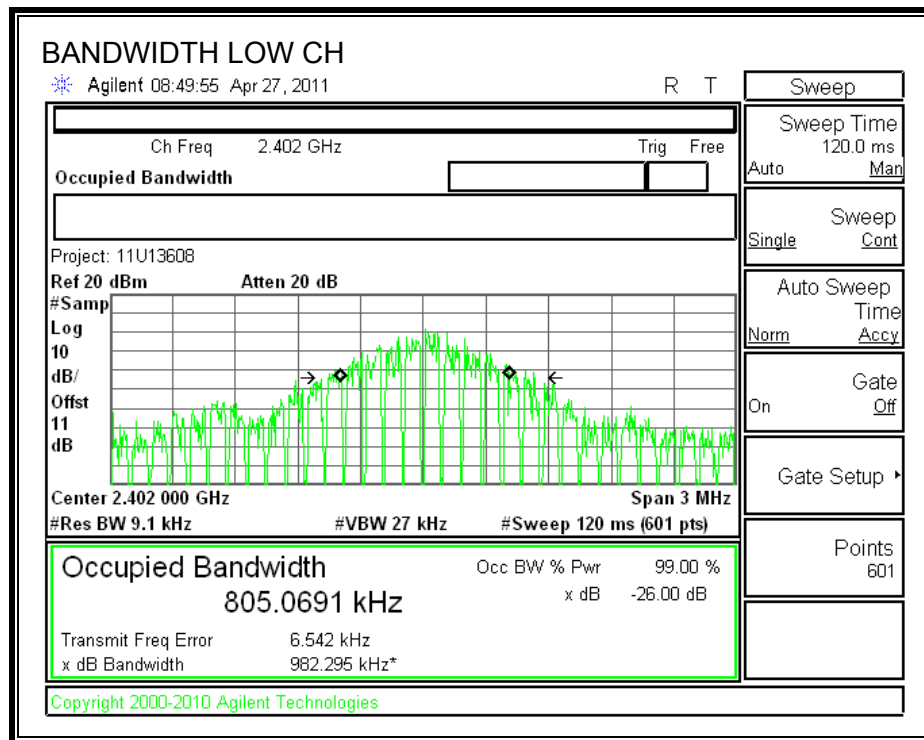 BANDWIDTH LOW CH
Agilent 08:49:55 Apr 27, 2011 R T
Ch Freq 2.402 GHz Trig Free
Occupied Bandwidth
Project: 11U13608
Ref 20 dBm Atten 20 dB
#Samp
Log
10
dB/
Offst
11
dB
Center 2.402 000 GHz Span 3 MHz
#Res BW 9.1 kHz #VBW 27 kHz #Sweep 120 ms (601 pts)
Occupied Bandwidth Occ BW % Pwr 99.00 %
805.0691 kHz x dB -26.00 dB
Transmit Freq Error 6.542 kHz
x dB Bandwidth 982.295 kHz*
Copyright 2000-2010 Agilent Technologies
Sweep
Sweep Time
120.0 ms
Auto Man
Sweep
Single Cont
Auto Sweep
Time
Norm Accy
Gate
On Off
Gate Setup
Points
601